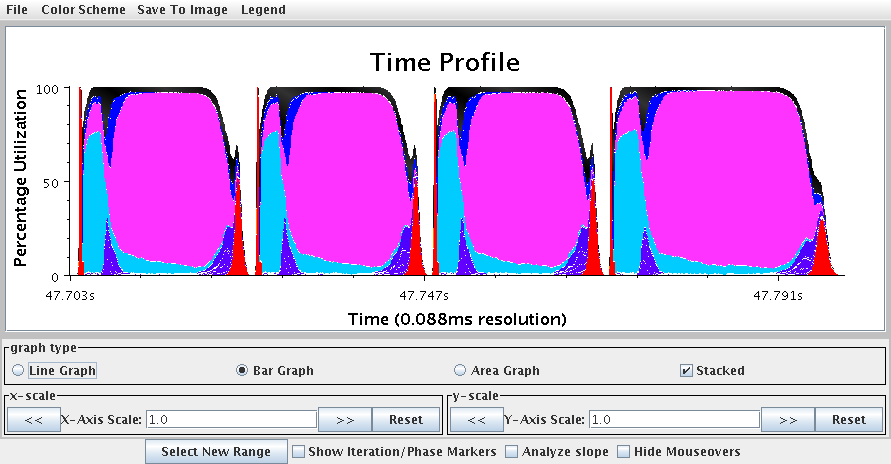 File Color Scheme Save To Image Legend
Time Profile
Percentage Utilization
100
50
0
47.703s 47.747s 47.791s
Time (0.088ms resolution)
graph type
Line Graph Bar Graph Area Graph Stacked
x-scale y-scale
<< X-Axis Scale: 1.0 >> Reset << Y-Axis Scale: 1.0 >> Reset
Select New Range Show Iteration/Phase Markers Analyze slope Hide Mouseovers